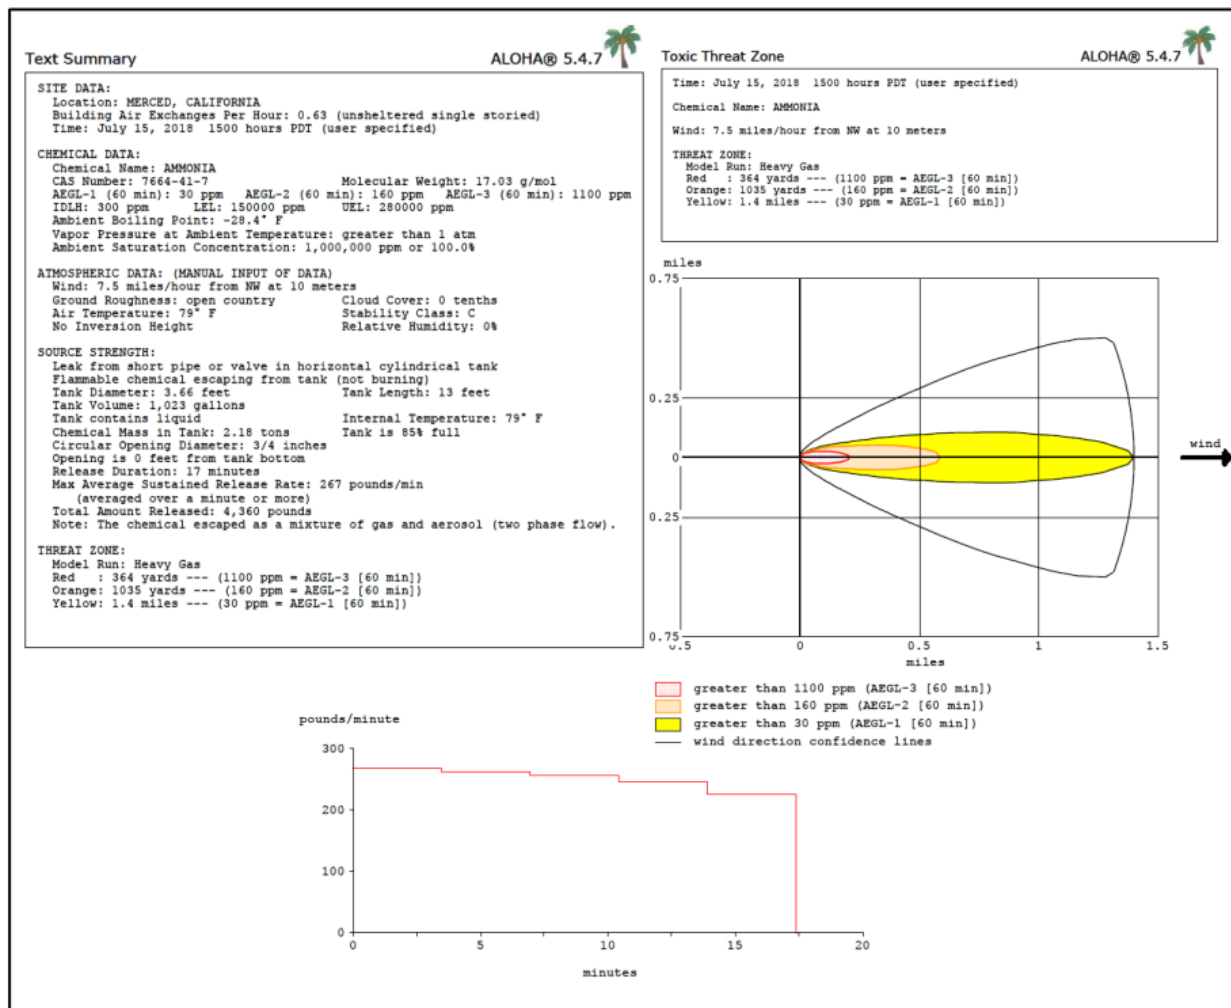 Text Summary
ALOHA® 5.4.7
SITE DATA:
Location: MERCED, CALIFORNIA
Building Air Exchanges Per Hour: 0.63 (unsheltered single storied)
Time: July 15, 2018  1500 hours PDT (user specified)
CHEMICAL DATA:
Chemical Name: AMMONIA
CAS Number: 7664-41-7  Molecular Weight: 17.03 g/mol
AEGL-1 (60 min): 30 ppm  AEGL-2 (60 min): 160 ppm  AEGL-3 (60 min): 1100 ppm
IDLH: 300 ppm  LEL: 150000 ppm  UEL: 280000 ppm
Ambient Boiling Point: -28.4° F
Vapor Pressure at Ambient Temperature: greater than 1 atm
Ambient Saturation Concentration: 1,000,000 ppm or 100.0%
ATMOSPHERIC DATA: (MANUAL INPUT OF DATA)
Wind: 7.5 miles/hour from NW at 10 meters
Ground Roughness: open country  Cloud Cover: 0 tenths
Air Temperature: 79° F  Stability Class: C
No Inversion Height  Relative Humidity: 0%
SOURCE STRENGTH:
Leak from short pipe or valve in horizontal cylindrical tank
Flammable chemical escaping from tank (not burning)
Tank Diameter: 3.66 feet  Tank Length: 13 feet
Tank Volume: 1,023 gallons
Tank contains liquid  Internal Temperature: 79° F
Chemical Mass in Tank: 2.18 tons  Tank is 85% full
Circular Opening Diameter: 3/4 inches
Opening is 0 feet from tank bottom
Release Duration: 17 minutes
Max Average Sustained Release Rate: 267 pounds/min
(averaged over a minute or more)
Total Amount Released: 4,360 pounds
Note: The chemical escaped as a mixture of gas and aerosol (two phase flow).
THREAT ZONE:
Model Run: Heavy Gas
Red   : 364 yards --- (1100 ppm = AEGL-3 [60 min])
Orange: 1035 yards --- (160 ppm = AEGL-2 [60 min])
Yellow: 1.4 miles --- (30 ppm = AEGL-1 [60 min])
Toxic Threat Zone
ALOHA® 5.4.7
Time: July 15, 2018  1500 hours PDT (user specified)
Chemical Name: AMMONIA
Wind: 7.5 miles/hour from NW at 10 meters
THREAT ZONE:
Model Run: Heavy Gas
Red   : 364 yards --- (1100 ppm = AEGL-3 [60 min])
Orange: 1035 yards --- (160 ppm = AEGL-2 [60 min])
Yellow: 1.4 miles --- (30 ppm = AEGL-1 [60 min])
miles
0.75
0.25
0
0.25
0.75
wind
0.5 0 0.5 1 1.5
miles
greater than 1100 ppm (AEGL-3 [60 min])
greater than 160 ppm (AEGL-2 [60 min])
greater than 30 ppm (AEGL-1 [60 min])
wind direction confidence lines
pounds/minute
300
200
100
0
0 5 10 15 20
minutes